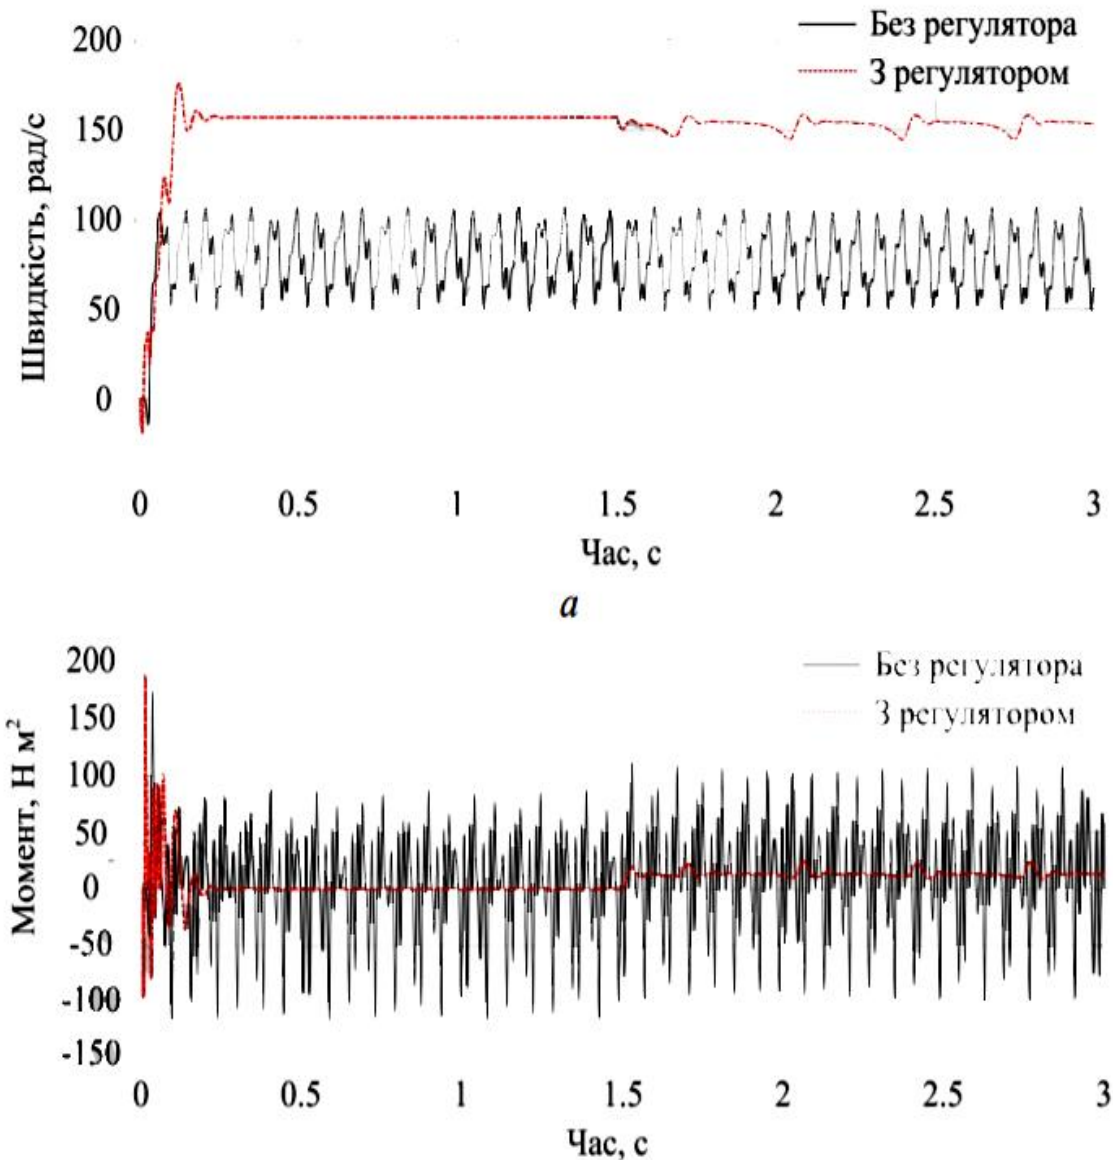 200
Без регулятора
З регулятором
150
100
50
0
Швидкість, рад/с
0 0.5 1 1.5 2 2.5 3
Час, с
а
200
Без регулятора
З регулятором
150
100
50
0
-50
-100
-150
Момент, Н м²
0 0.5 1 1.5 2 2.5 3
Час, с